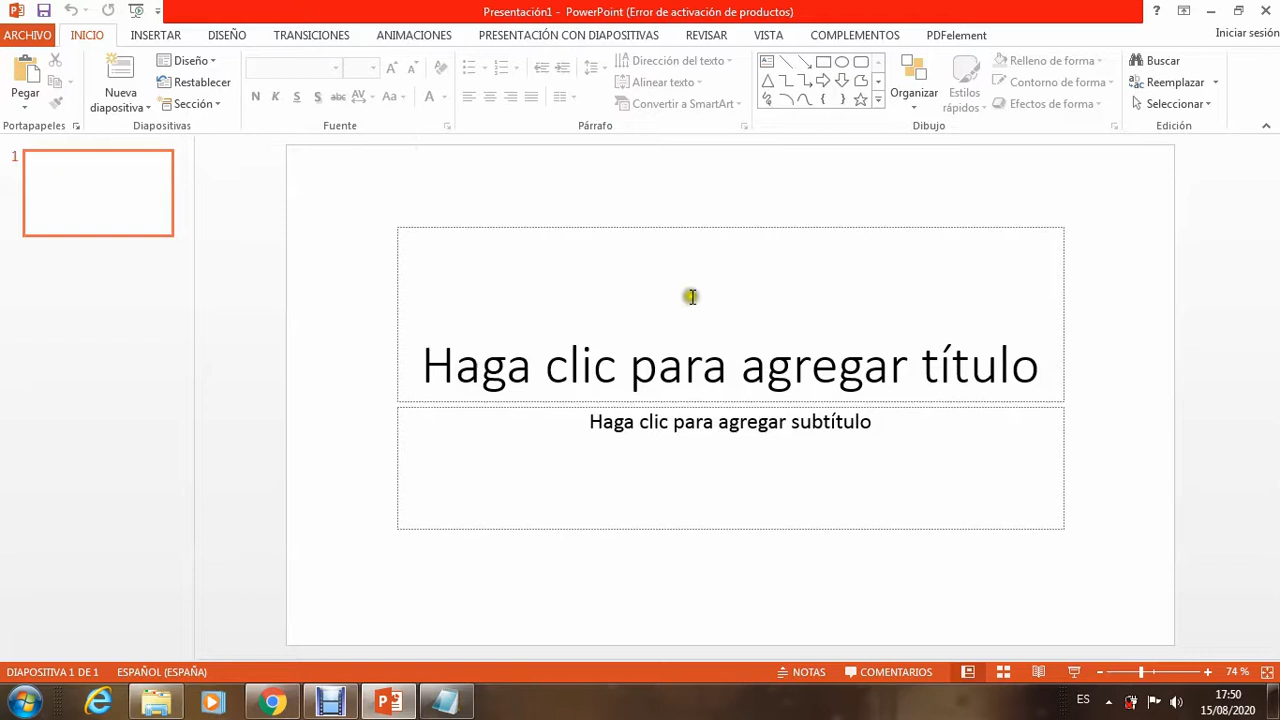 Presentación1 - PowerPoint (Error de activación de productos)
ARCHIVO INICIO INSERTAR DISEÑO TRANSICIONES ANIMACIONES PRESENTACIÓN CON DIAPOSITIVAS REVISAR VISTA COMPLEMENTOS PDFelement Iniciar sesión
Pegar
Nueva diapositiva
Diseño
Restablecer
Sección
N K S S abc AV Aa A
Dirección del texto
Alinear texto
Convertir a SmartArt
Organizar
Estilos rápidos
Relleno de forma
Contorno de forma
Efectos de forma
Buscar
Reemplazar
Seleccionar
Portapapeles Diapositivas Fuente Párrafo Dibujo Edición
1
Haga clic para agregar título
Haga clic para agregar subtítulo
DIAPOSITIVA 1 DE 1 ESPAÑOL (ESPAÑA) NOTAS COMENTARIOS 74 %
ES 17:50
15/08/2020